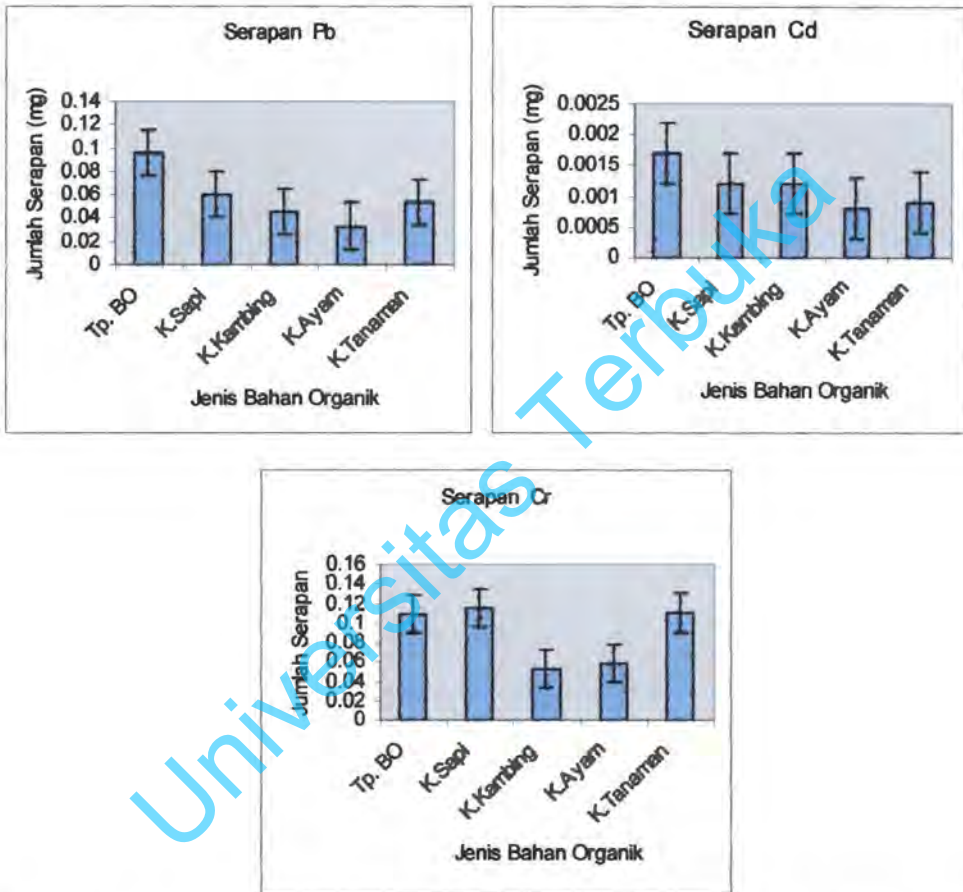 Serapan Pb
Jumlah Serapan (mg)
0.14
0.12
0.1
0.08
0.06
0.04
0.02
0
Tp. BO
K.Sapi
K.Kambing
K.Ayam
K.Tanaman
Jenis Bahan Organik
Serapan Cd
Jumlah Serapan (mg)
0.0025
0.002
0.0015
0.001
0.0005
0
Tp. BO
K.Sapi
K.Kambing
K.Ayam
K.Tanaman
Jenis Bahan Organik
Serapan Cr
Jumlah Serapan
0.16
0.14
0.12
0.1
0.08
0.06
0.04
0.02
0
Tp. BO
K.Sapi
K.Kambing
K.Ayam
K.Tanaman
Jenis Bahan Organik
Universitas Terbuka